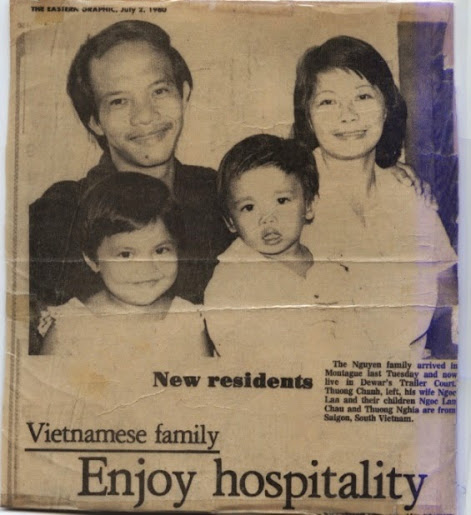 THE EASTERN GRAPHIC, July 2, 1980
New residents
The Nguyen family arrived in
Montague last Tuesday and now
live in Dewar's Trailer Court.
Thuong Chanh, left, his wife Ngoc
Lan and their children Ngoc Lan
Chau and Thuong Nghia are from
Saigon, South Vietnam.
Vietnamese family
Enjoy hospitality